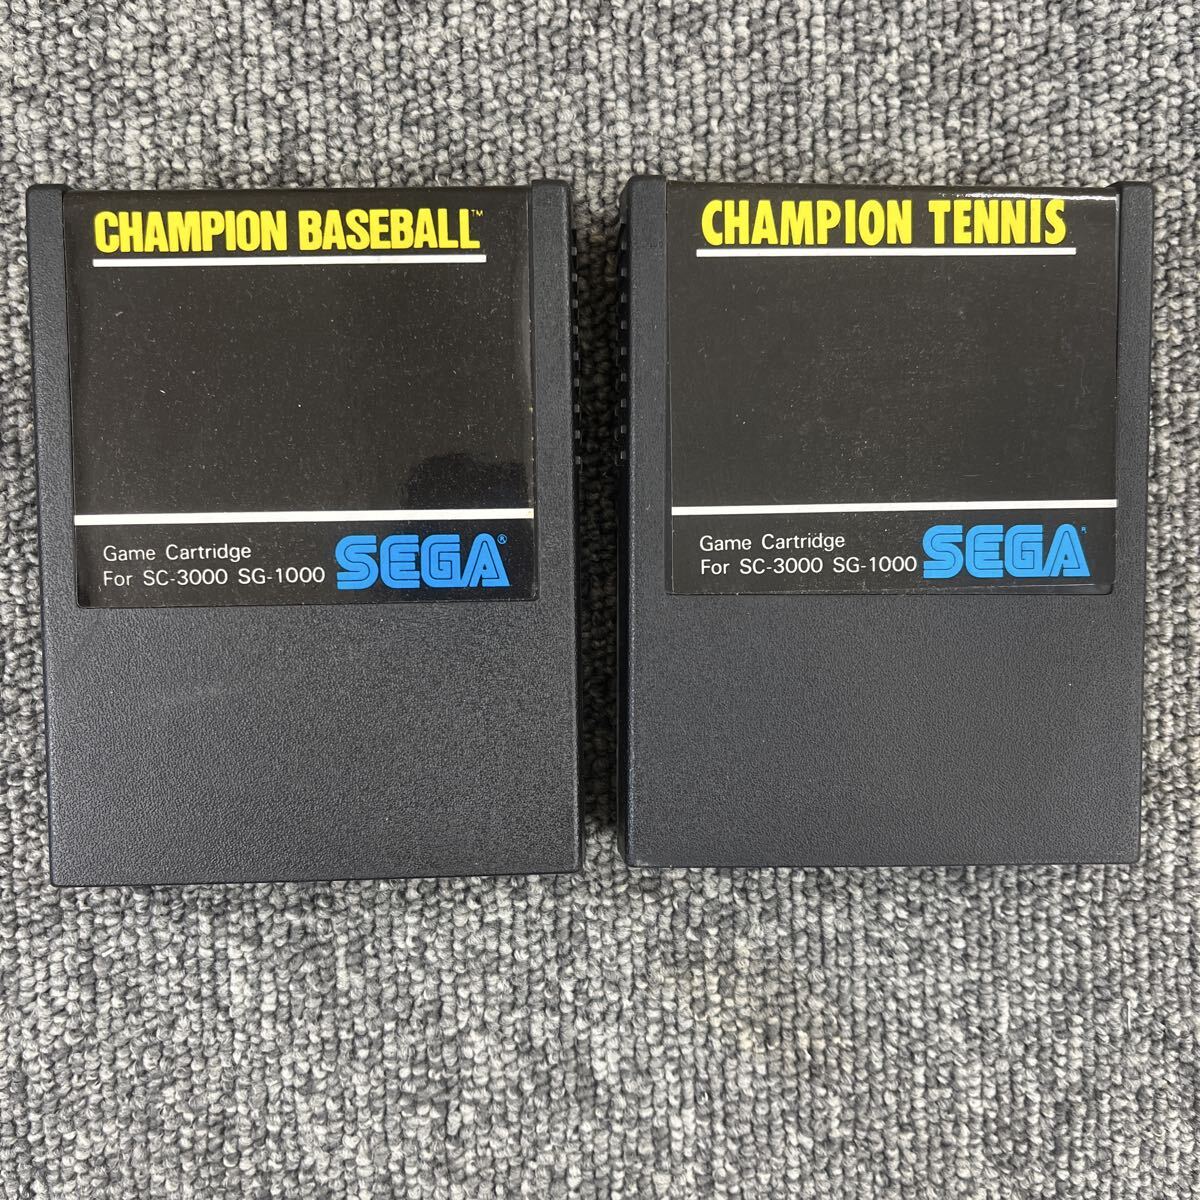 CHAMPION BASEBALL™
Game Cartridge
For SC-3000 SG-1000
SEGA®
CHAMPION TENNIS
Game Cartridge
For SC-3000 SG-1000
SEGA®